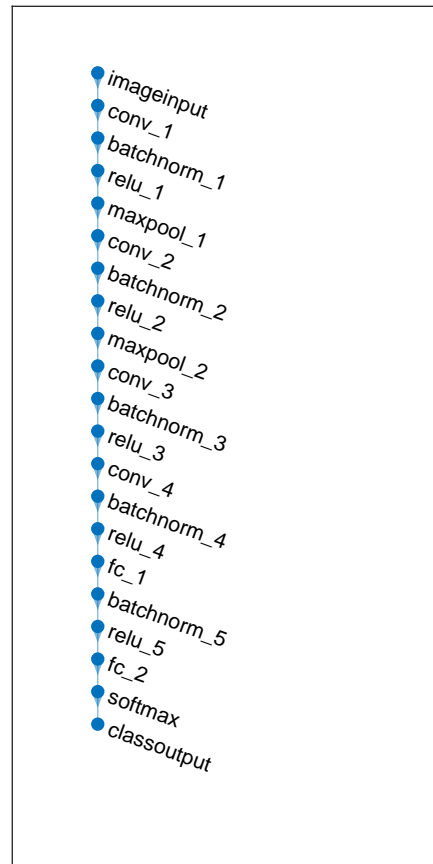 imageinput
conv_1
batchnorm_1
relu_1
maxpool_1
conv_2
batchnorm_2
relu_2
maxpool_2
conv_3
batchnorm_3
relu_3
conv_4
batchnorm_4
relu_4
fc_1
batchnorm_5
relu_5
fc_2
softmax
classoutput